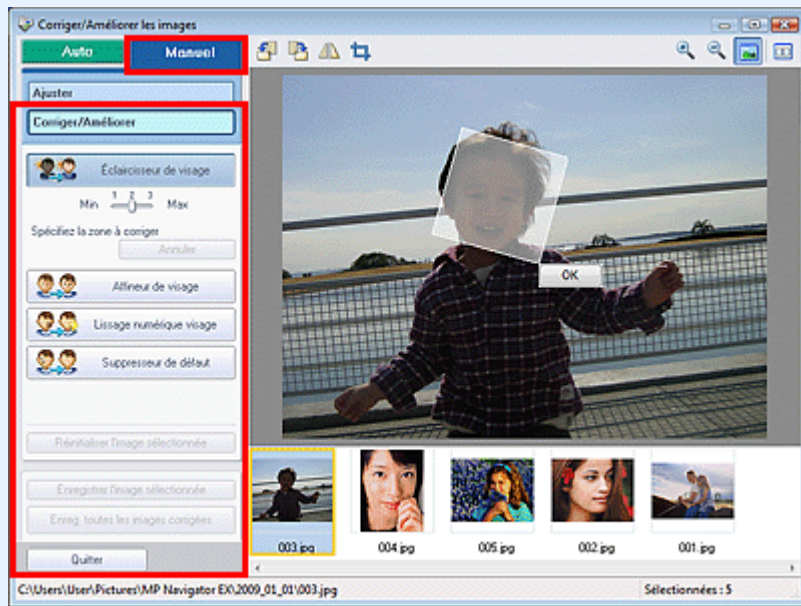 Corriger/Améliorer les images
Auto
Manuel
Ajuster
Corriger/Améliorer
Éclaircisseur de visage
1 2 3
Min Max
Spécifiez la zone à corriger
Annuler
Affineur de visage
Lissage numérique visage
Suppresseur de défaut
Réinitialiser l'image sélectionnée
Enregistrer l'image sélectionnée
Enreg. toutes les images corrigées
Quitter
OK
003.jpg
004.jpg
005.jpg
002.jpg
001.jpg
C:\Users\User\Pictures\MP Navigator EX\2009_01_01\003.jpg
Sélectionnées : 5